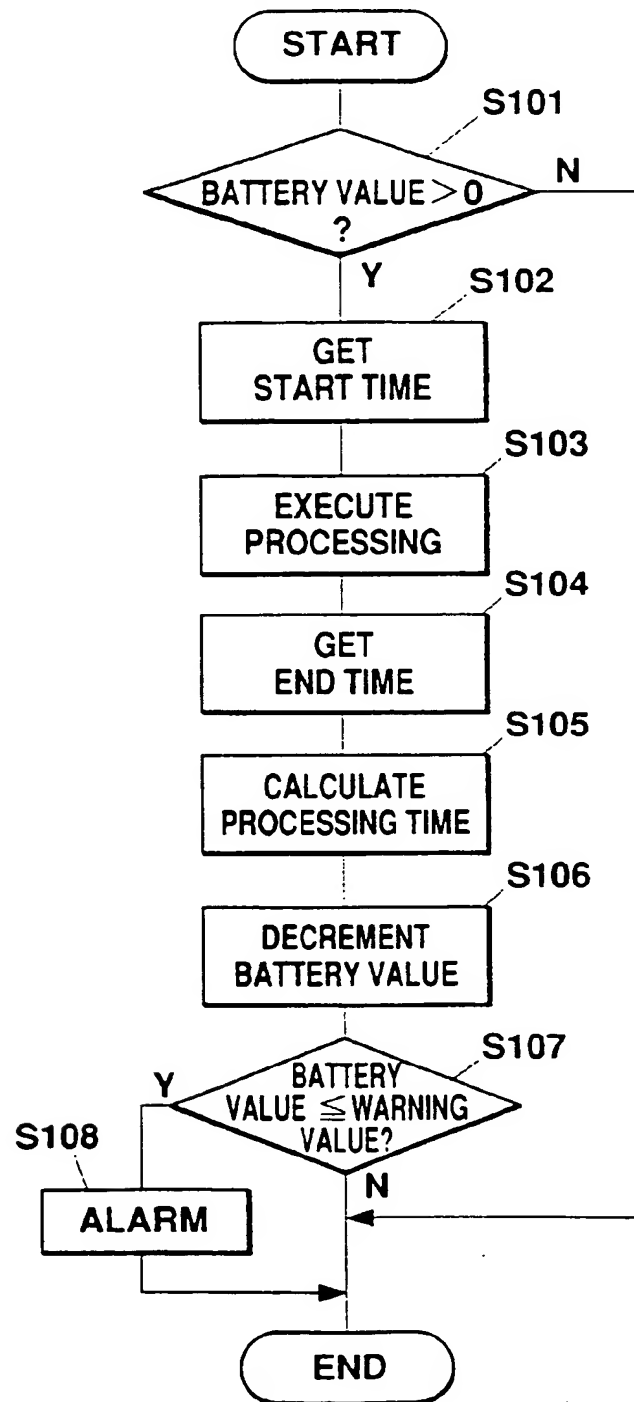 START
S101
N
BATTERY VALUE > 0
?
Y
S102
GET
START TIME
S103
EXECUTE
PROCESSING
S104
GET
END TIME
S105
CALCULATE
PROCESSING TIME
S106
DECREMENT
BATTERY VALUE
S107
BATTERY
VALUE ≦ WARNING
VALUE?
Y
N
S108
ALARM
END